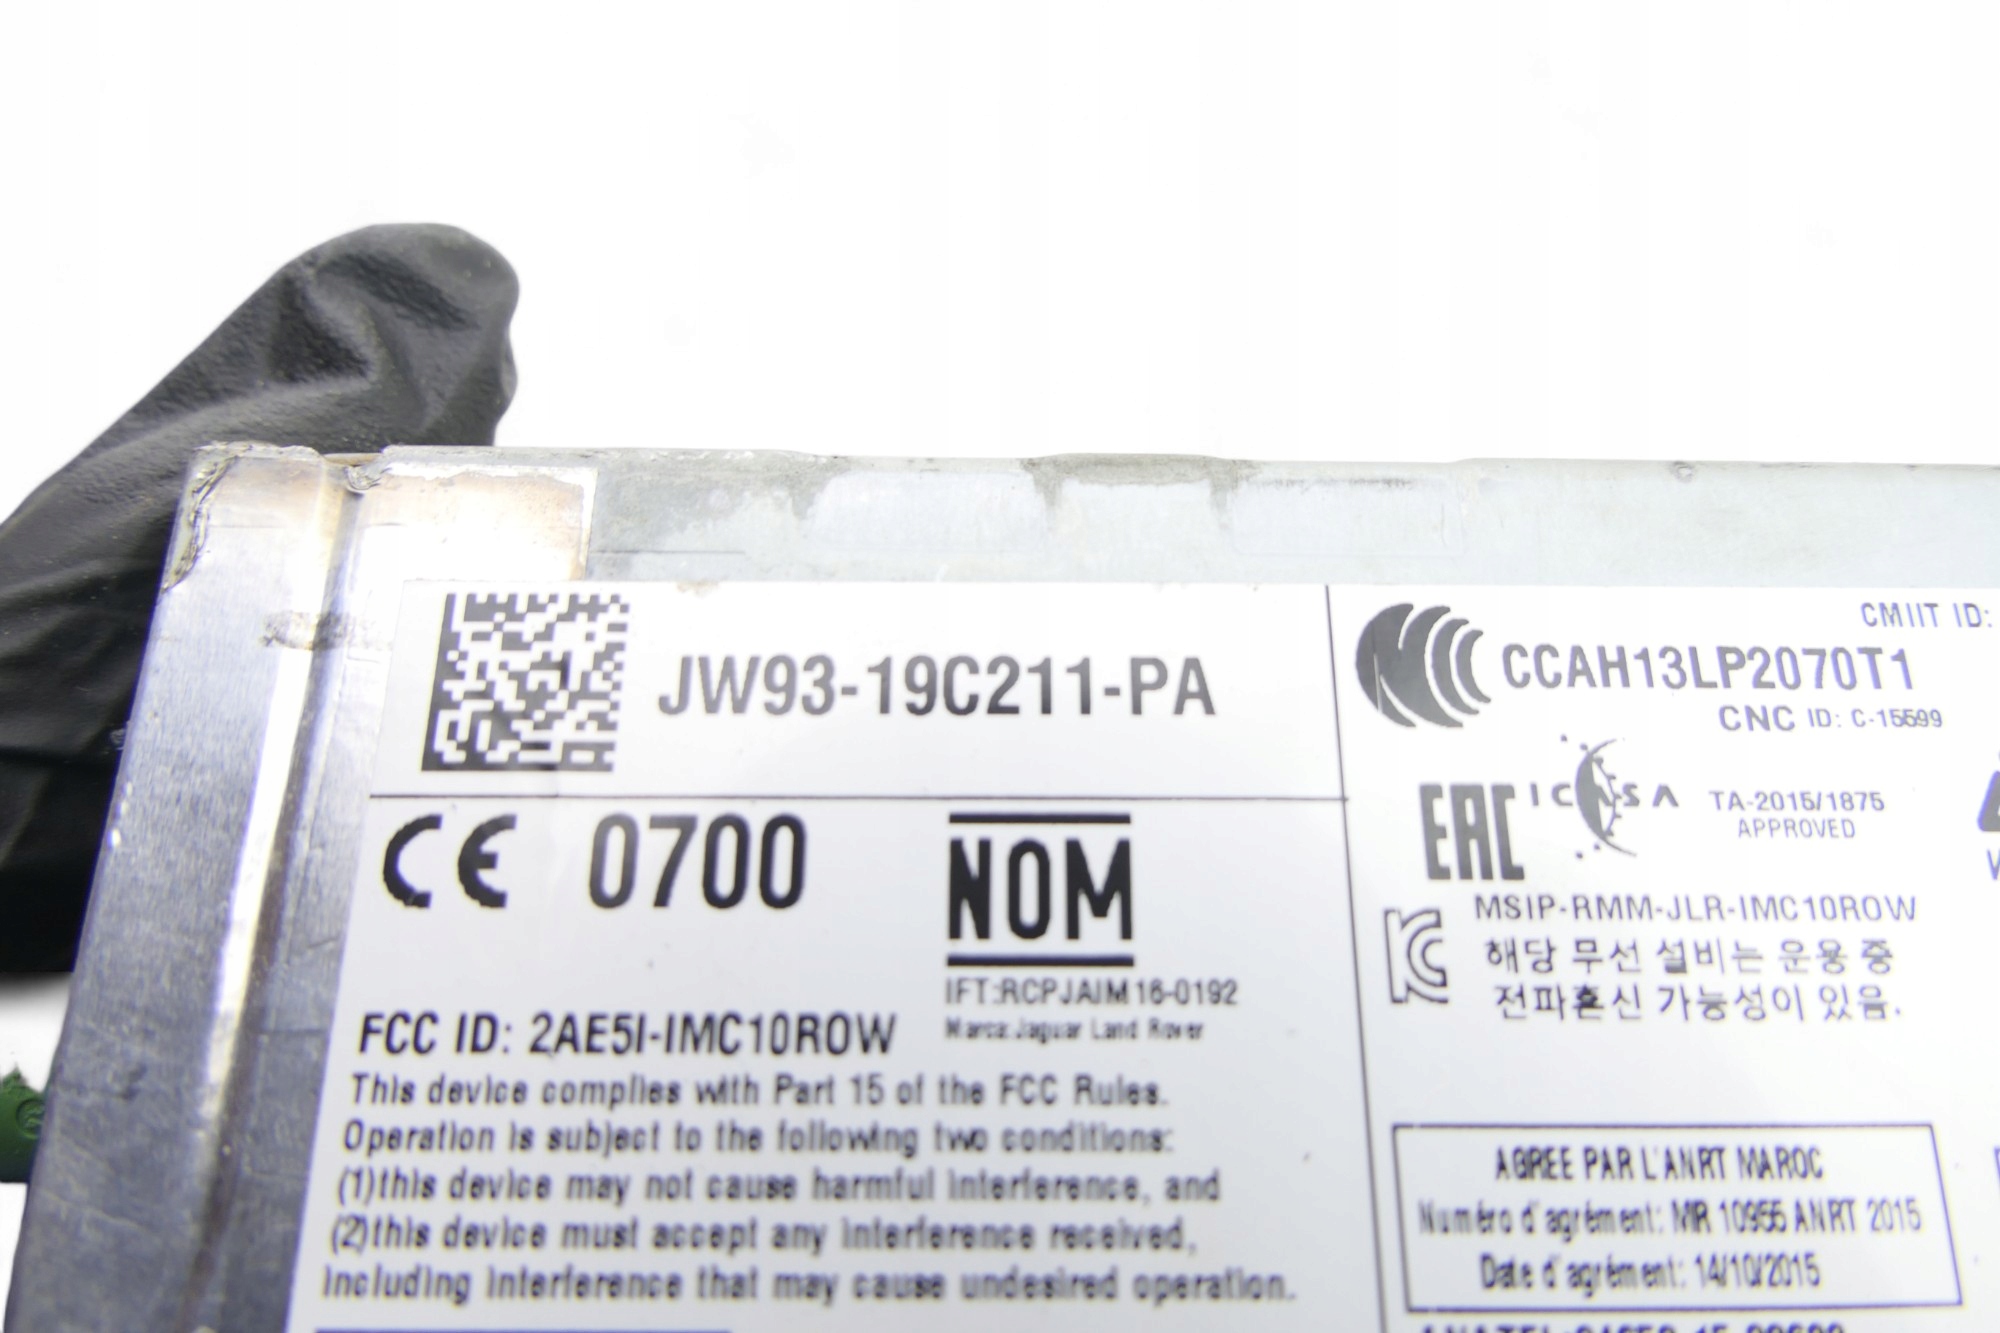 JW93-19C211-PA
CE 0700
NOM
IFT:RCPJAIM16-0192
Marca:Jaguar Land Rover
FCC ID: 2AE5I-IMC10ROW
This device complies with Part 15 of the FCC Rules.
Operation is subject to the following two conditions:
(1)this device may not cause harmful interference, and
(2)this device must accept any interference received,
including interference that may cause undesired operation.
CMIIT ID:
CCAH13LP2070T1
CNC ID: C-15599
EAC
ICASA
TA-2015/1875
APPROVED
MSIP-RMM-JLR-IMC10ROW
해당 무선 설비는 운용 중
전파혼신 가능성이 있음.
AGREE PAR L'ANRT MAROC
Numéro d'agrément: MR 10955 ANRT 2015
Date d'agrément: 14/10/2015